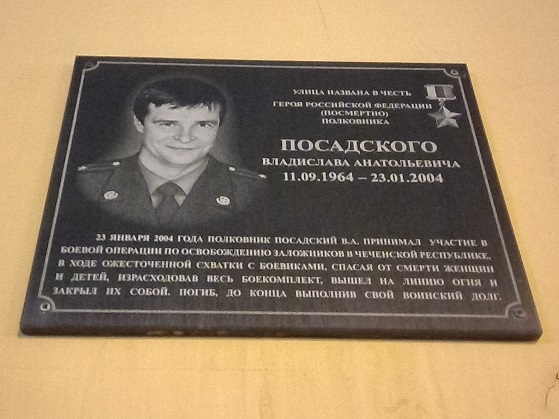 УЛИЦА НАЗВАНА В ЧЕСТЬ
ГЕРОЯ РОССИЙСКОЙ ФЕДЕРАЦИИ
(ПОСМЕРТНО)
ПОЛКОВНИКА
ПОСАДСКОГО
ВЛАДИСЛАВА АНАТОЛЬЕВИЧА
11.09.1964 – 23.01.2004
23 ЯНВАРЯ 2004 ГОДА ПОЛКОВНИК ПОСАДСКИЙ В.А. ПРИНИМАЛ УЧАСТИЕ В
БОЕВОЙ ОПЕРАЦИИ ПО ОСВОБОЖДЕНИЮ ЗАЛОЖНИКОВ В ЧЕЧЕНСКОЙ РЕСПУБЛИКЕ.
В ХОДЕ ОЖЕСТОЧЕННОЙ СХВАТКИ С БОЕВИКАМИ, СПАСАЯ ОТ СМЕРТИ ЖЕНЩИН
И ДЕТЕЙ, ИЗРАСХОДОВАВ ВЕСЬ БОЕКОМПЛЕКТ, ВЫШЕЛ НА ЛИНИЮ ОГНЯ И
ЗАКРЫЛ ИХ СОБОЙ. ПОГИБ, ДО КОНЦА ВЫПОЛНИВ СВОЙ ВОИНСКИЙ ДОЛГ.